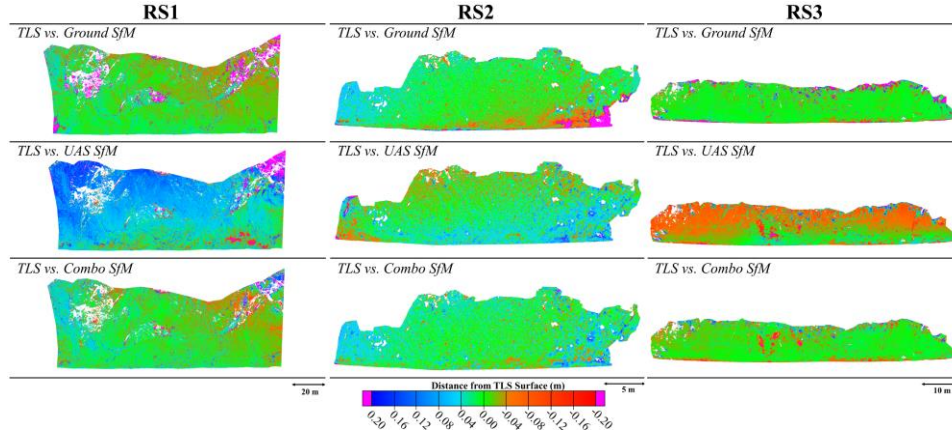 RS1 RS2 RS3
TLS vs. Ground SfM TLS vs. Ground SfM TLS vs. Ground SfM
TLS vs. UAS SfM TLS vs. UAS SfM TLS vs. UAS SfM
TLS vs. Combo SfM TLS vs. Combo SfM TLS vs. Combo SfM
20 m Distance from TLS Surface (m) 5 m 10 m
0.20 0.16 0.12 0.08 0.04 0.00 -0.04 -0.08 -0.12 -0.16 -0.20